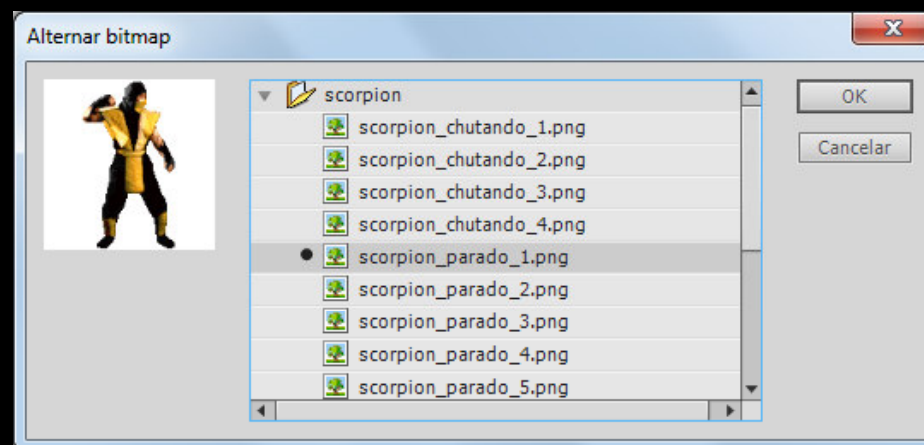 Alternar bitmap
scorpion
scorpion_chutando_1.png
scorpion_chutando_2.png
scorpion_chutando_3.png
scorpion_chutando_4.png
scorpion_parado_1.png
scorpion_parado_2.png
scorpion_parado_3.png
scorpion_parado_4.png
scorpion_parado_5.png
OK
Cancelar